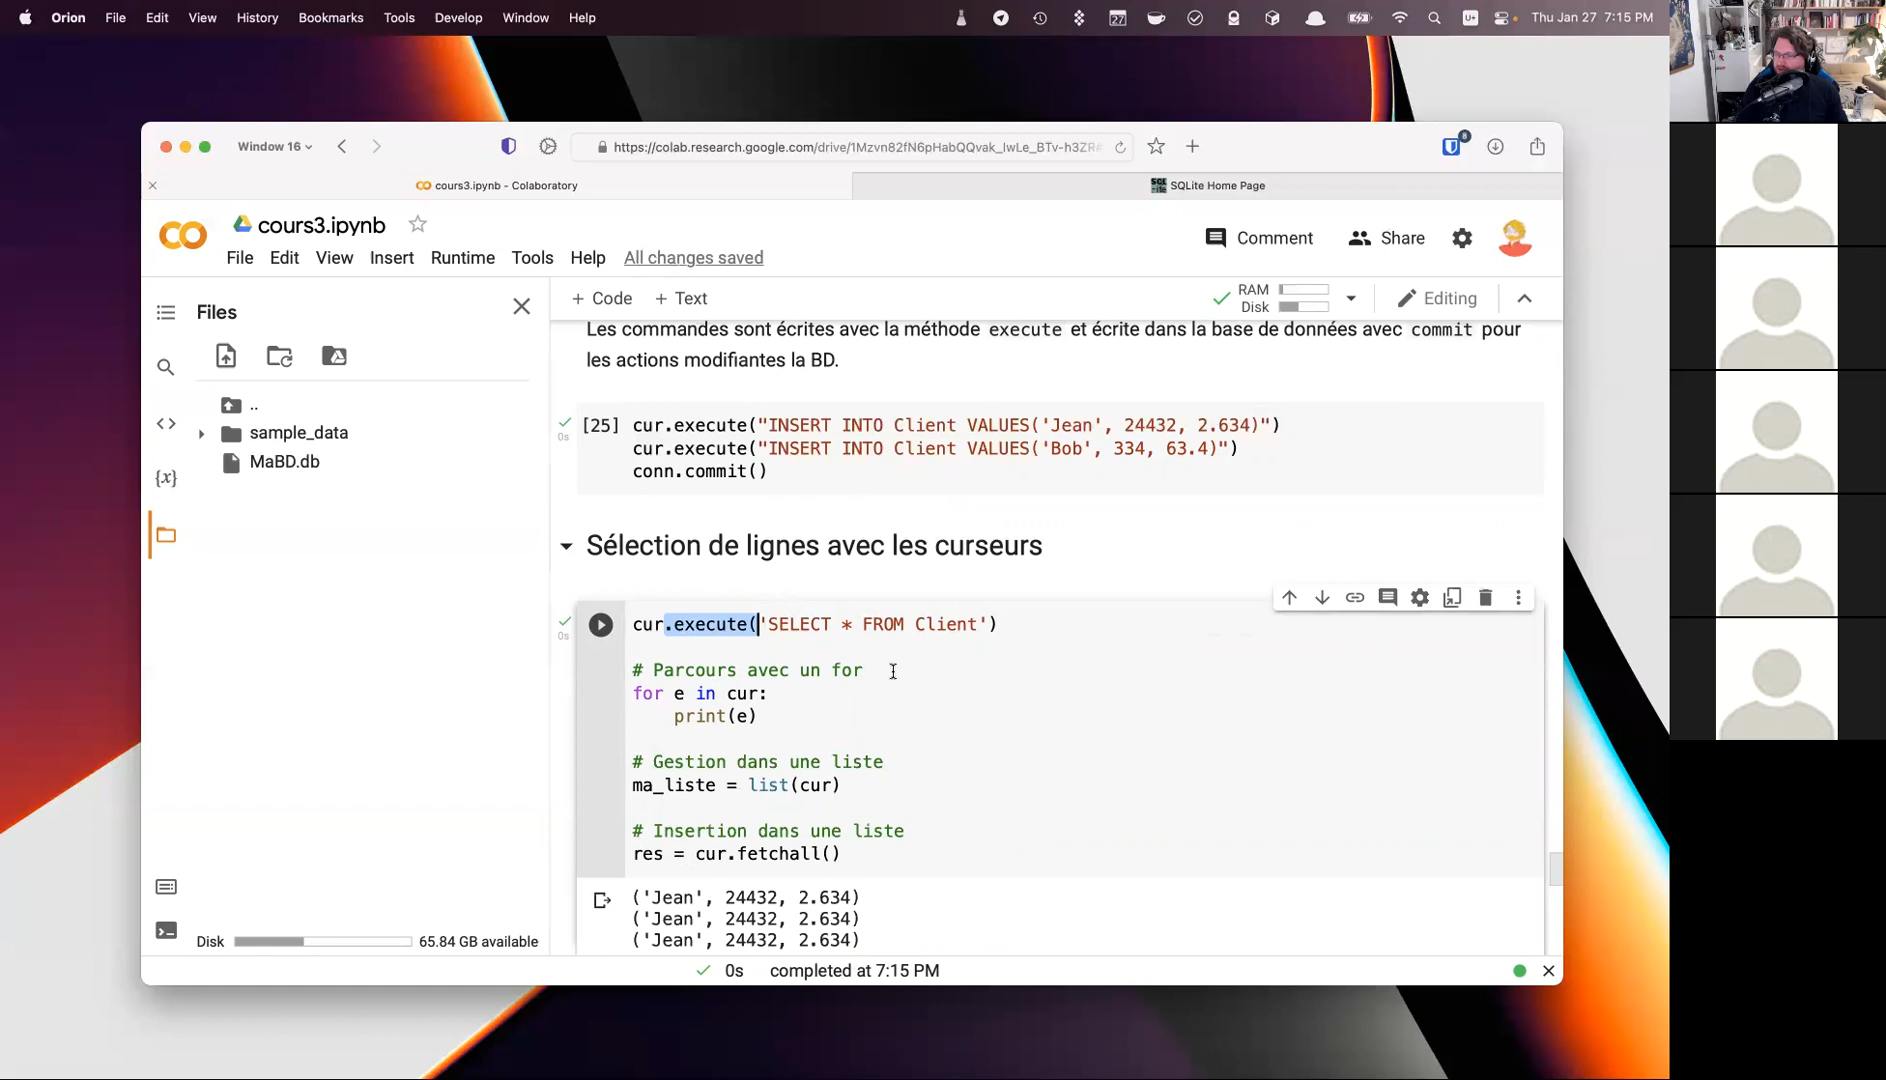 Orion File Edit View History Bookmarks Tools Develop Window Help
27
U+
Thu Jan 27 7:15 PM
Window 16
https://colab.research.google.com/drive/1Mzvn82fN6pHabQQvak_lwLe_BTv-h3ZR#
8
cours3.ipynb - Colaboratory
SQLite Home Page
cours3.ipynb
Comment
Share
File Edit View Insert Runtime Tools Help All changes saved
Files
+ Code + Text
RAM
Disk
Editing
..
sample_data
MaBD.db
{x}
Disk
65.84 GB available
Les commandes sont écrites avec la méthode execute et écrite dans la base de données avec commit pour
les actions modifiantes la BD.
0s
[25] cur.execute("INSERT INTO Client VALUES('Jean', 24432, 2.634)")
cur.execute("INSERT INTO Client VALUES('Bob', 334, 63.4)")
conn.commit()
Sélection de lignes avec les curseurs
0s
cur.execute('SELECT * FROM Client')
# Parcours avec un for
for e in cur:
print(e)
# Gestion dans une liste
ma_liste = list(cur)
# Insertion dans une liste
res = cur.fetchall()
('Jean', 24432, 2.634)
('Jean', 24432, 2.634)
('Jean', 24432, 2.634)
0s completed at 7:15 PM